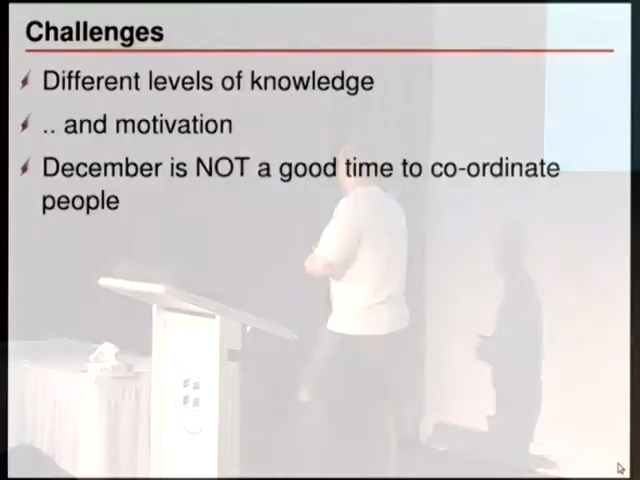 Challenges
Different levels of knowledge
.. and motivation
December is NOT a good time to co-ordinate
people